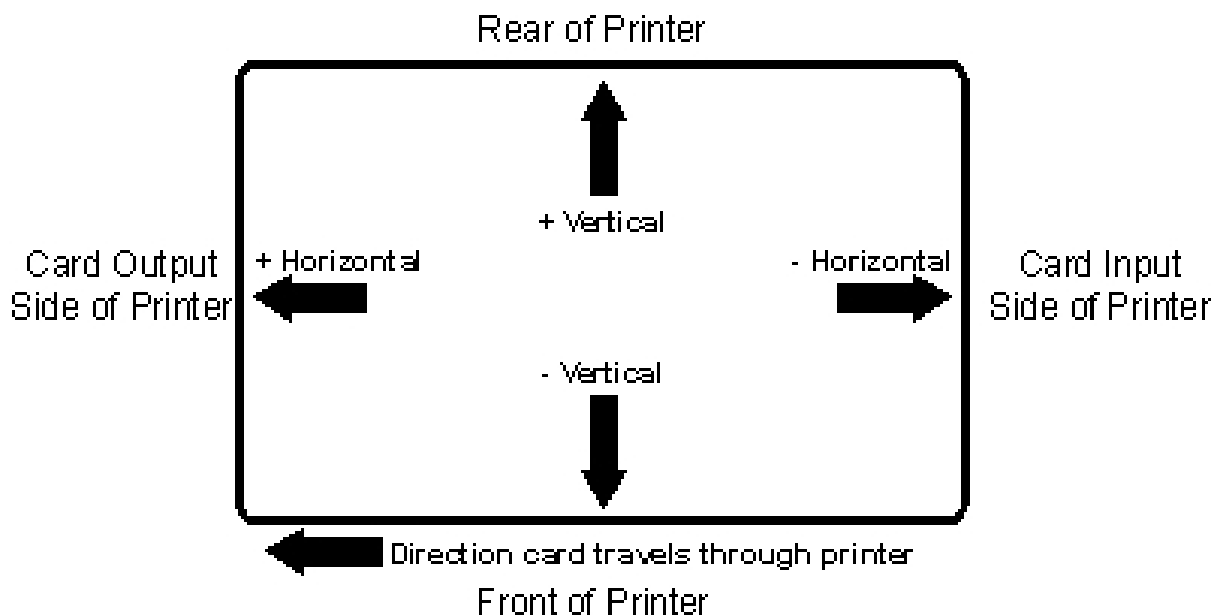 Rear of Printer
+ Vertical
Card Output
Side of Printer
+ Horizontal
- Horizontal
Card Input
Side of Printer
- Vertical
Direction card travels through printer
Front of Printer